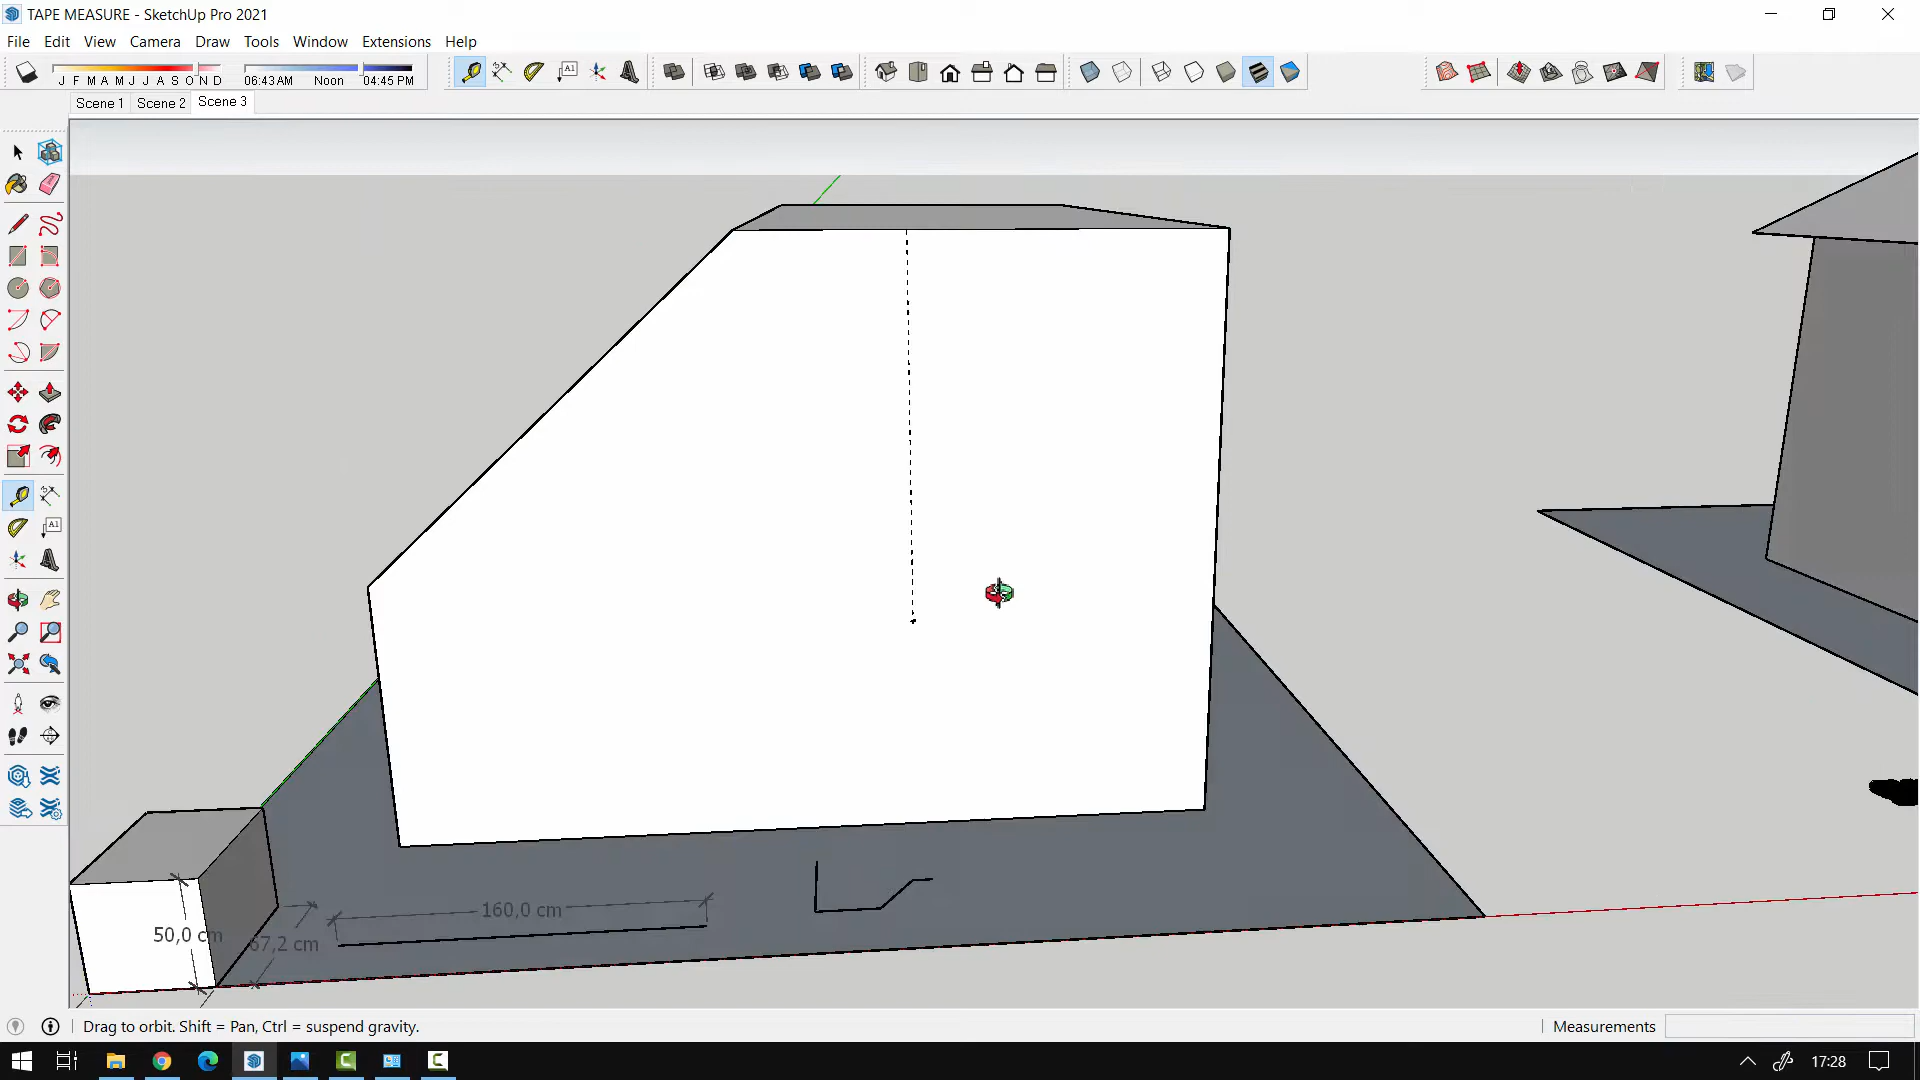 TAPE MEASURE - SketchUp Pro 2021
File Edit View Camera Draw Tools Window Extensions Help
J F M A M J J A S O N D 06:43 AM Noon 04:45 PM
A1
Scene 1 Scene 2 Scene 3
A1
160,0 cm
50,0 cm
67,2 cm
Drag to orbit. Shift = Pan, Ctrl = suspend gravity.
Measurements
17:28